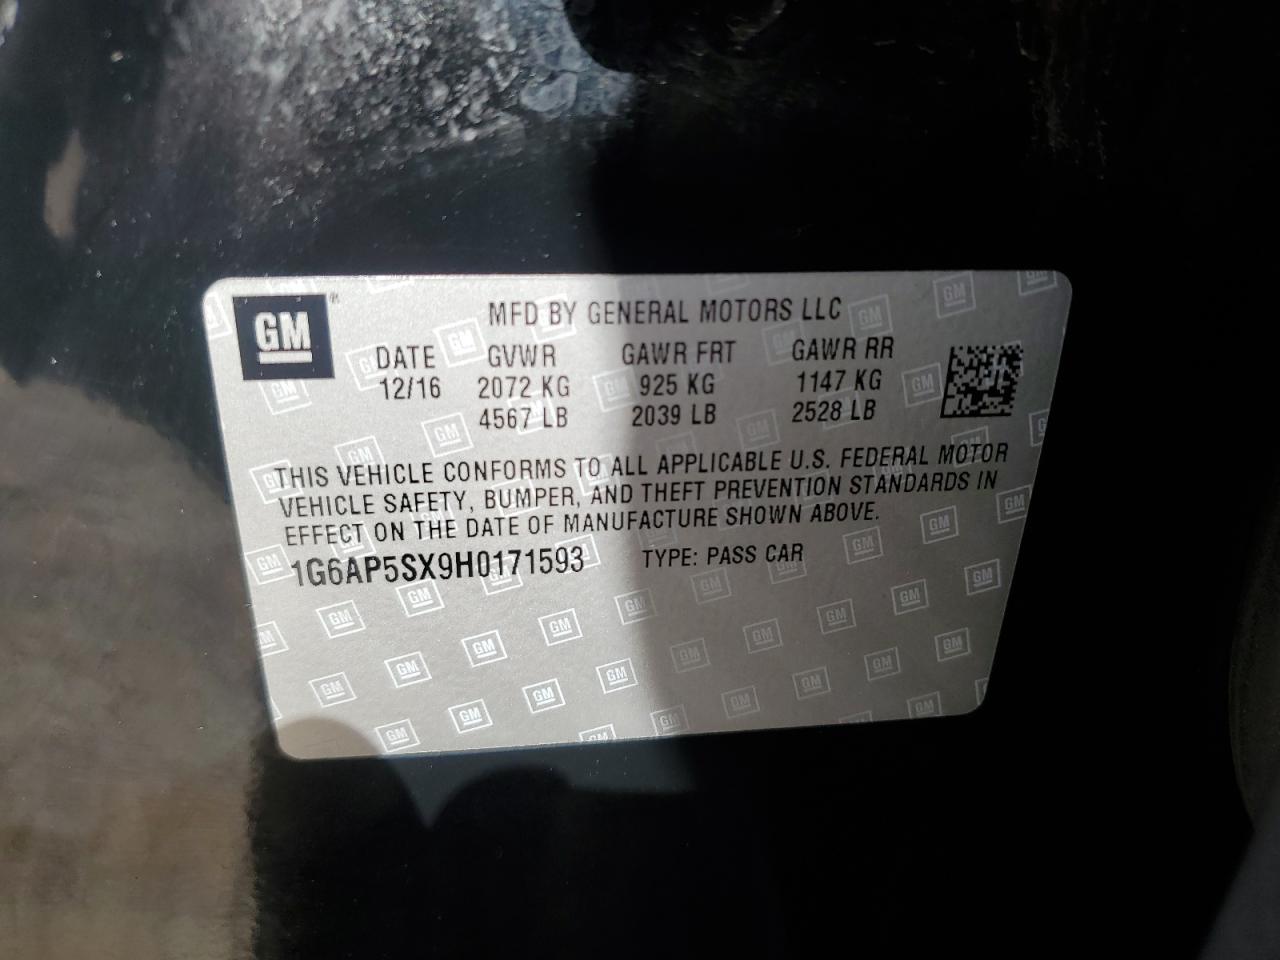 GM
MFD BY GENERAL MOTORS LLC
DATE GVWR GAWR FRT GAWR RR
12/16 2072 KG 925 KG 1147 KG
4567 LB 2039 LB 2528 LB
THIS VEHICLE CONFORMS TO ALL APPLICABLE U.S. FEDERAL MOTOR
VEHICLE SAFETY, BUMPER, AND THEFT PREVENTION STANDARDS IN
EFFECT ON THE DATE OF MANUFACTURE SHOWN ABOVE.
1G6AP5SX9H0171593 TYPE: PASS CAR